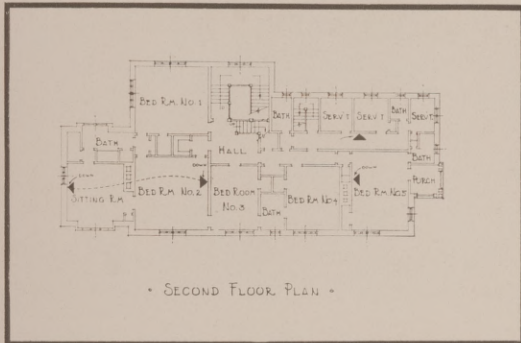 BED RM. NO. 1
BATH
SERV'T
SERV'T
BATH
SERV'T
HALL
BATH
BATH
DOWN
SITTING RM.
BED RM. NO. 2
BED ROOM
NO. 3
BATH
BED RM. NO. 4
BED RM. NO. 5
PORCH
• SECOND FLOOR PLAN •